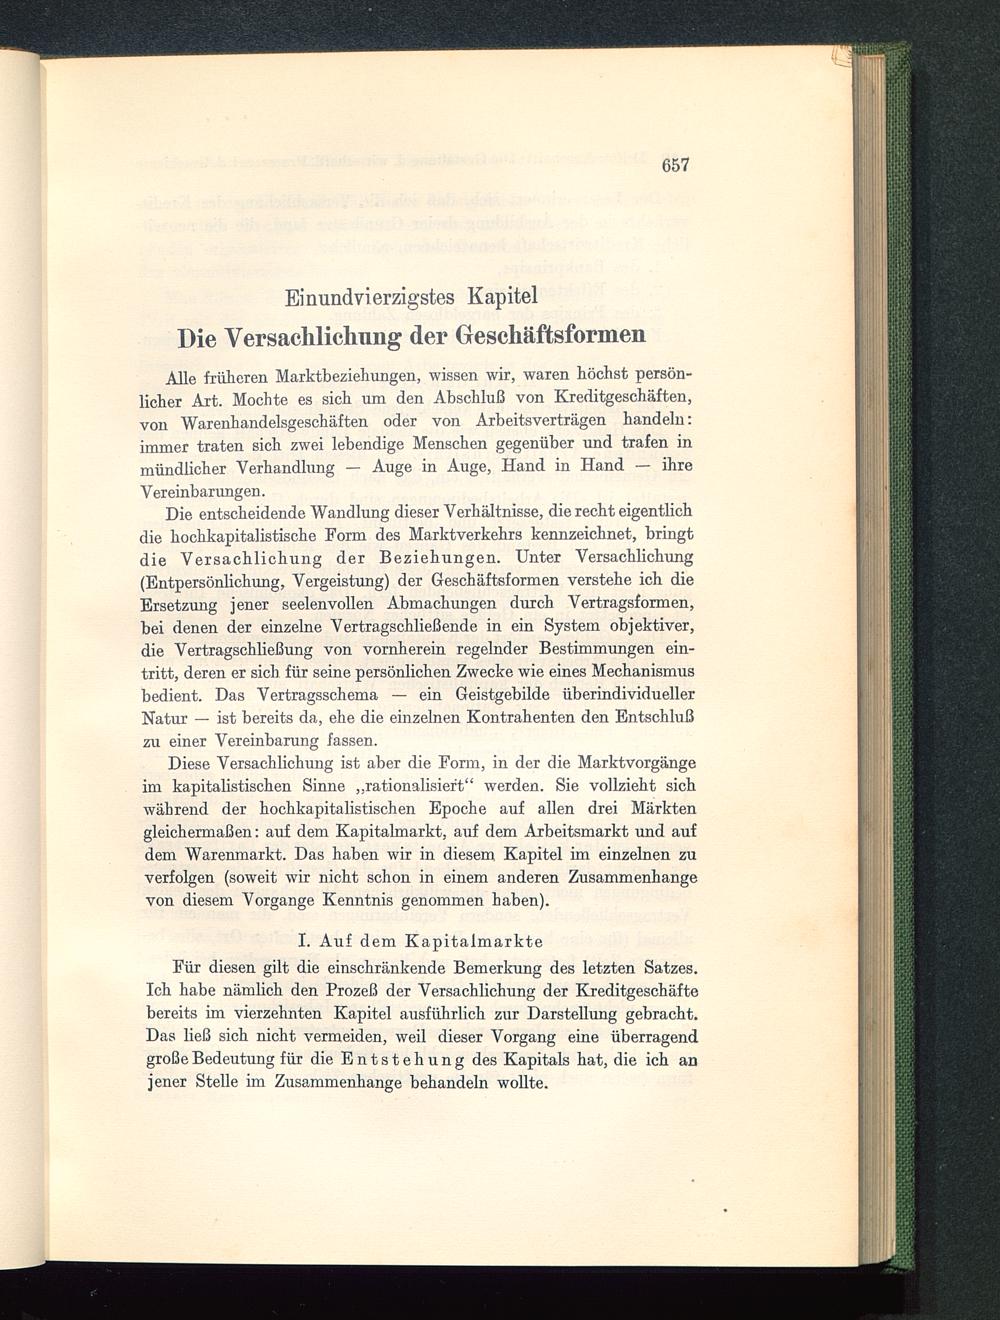 657
Einundvierzigstes Kapitel
Die Versachlichung der Geschäftsformen
Alle früheren Marktbeziehungen, wissen wir, waren höchst persön-
licher Art. Mochte es sich um den Abschluß von Kreditgeschäften,
von Warenhandelsgeschäften oder von Arbeitsverträgen handeln:
immer traten sich zwei lebendige Menschen gegenüber und trafen in
mündlicher Verhandlung — Auge in Auge, Hand in Hand — ihre
Vereinbarungen.
Die entscheidende Wandlung dieser Verhältnisse, die recht eigentlich
die hochkapitalistische Form des Marktverkehrs kennzeichnet, bringt
die Versachlichung der Beziehungen. Unter Versachlichung
(Entpersönlichung, Vergeistung) der Geschäftsformen verstehe ich die
Ersetzung jener seelenvollen Abmachungen durch Vertragsformen,
bei denen der einzelne Vertragschließende in ein System objektiver,
die Vertragschließung von vornherein regelnder Bestimmungen ein-
tritt, deren er sich für seine persönlichen Zwecke wie eines Mechanismus
bedient. Das Vertragsschema — ein Geistgebilde überindividueller
Natur — ist bereits da, ehe die einzelnen Kontrahenten den Entschluß
zu einer Vereinbarung fassen.
Diese Versachlichung ist aber die Form, in der die Marktvorgänge
im kapitalistischen Sinne „rationalisiert“ werden. Sie vollzieht sich
während der hochkapitalistischen Epoche auf allen drei Märkten
gleichermaßen: auf dem Kapitalmarkt, auf dem Arbeitsmarkt und auf
dem Warenmarkt. Das haben wir in diesem Kapitel im einzelnen zu
verfolgen (soweit wir nicht schon in einem anderen Zusammenhange
von diesem Vorgange Kenntnis genommen haben).
I. Auf dem Kapitalmarkte
Für diesen gilt die einschränkende Bemerkung des letzten Satzes.
Ich habe nämlich den Prozeß der Versachlichung der Kreditgeschäfte
bereits im vierzehnten Kapitel ausführlich zur Darstellung gebracht.
Das ließ sich nicht vermeiden, weil dieser Vorgang eine überragend
große Bedeutung für die Entstehung des Kapitals hat, die ich an
jener Stelle im Zusammenhange behandeln wollte.